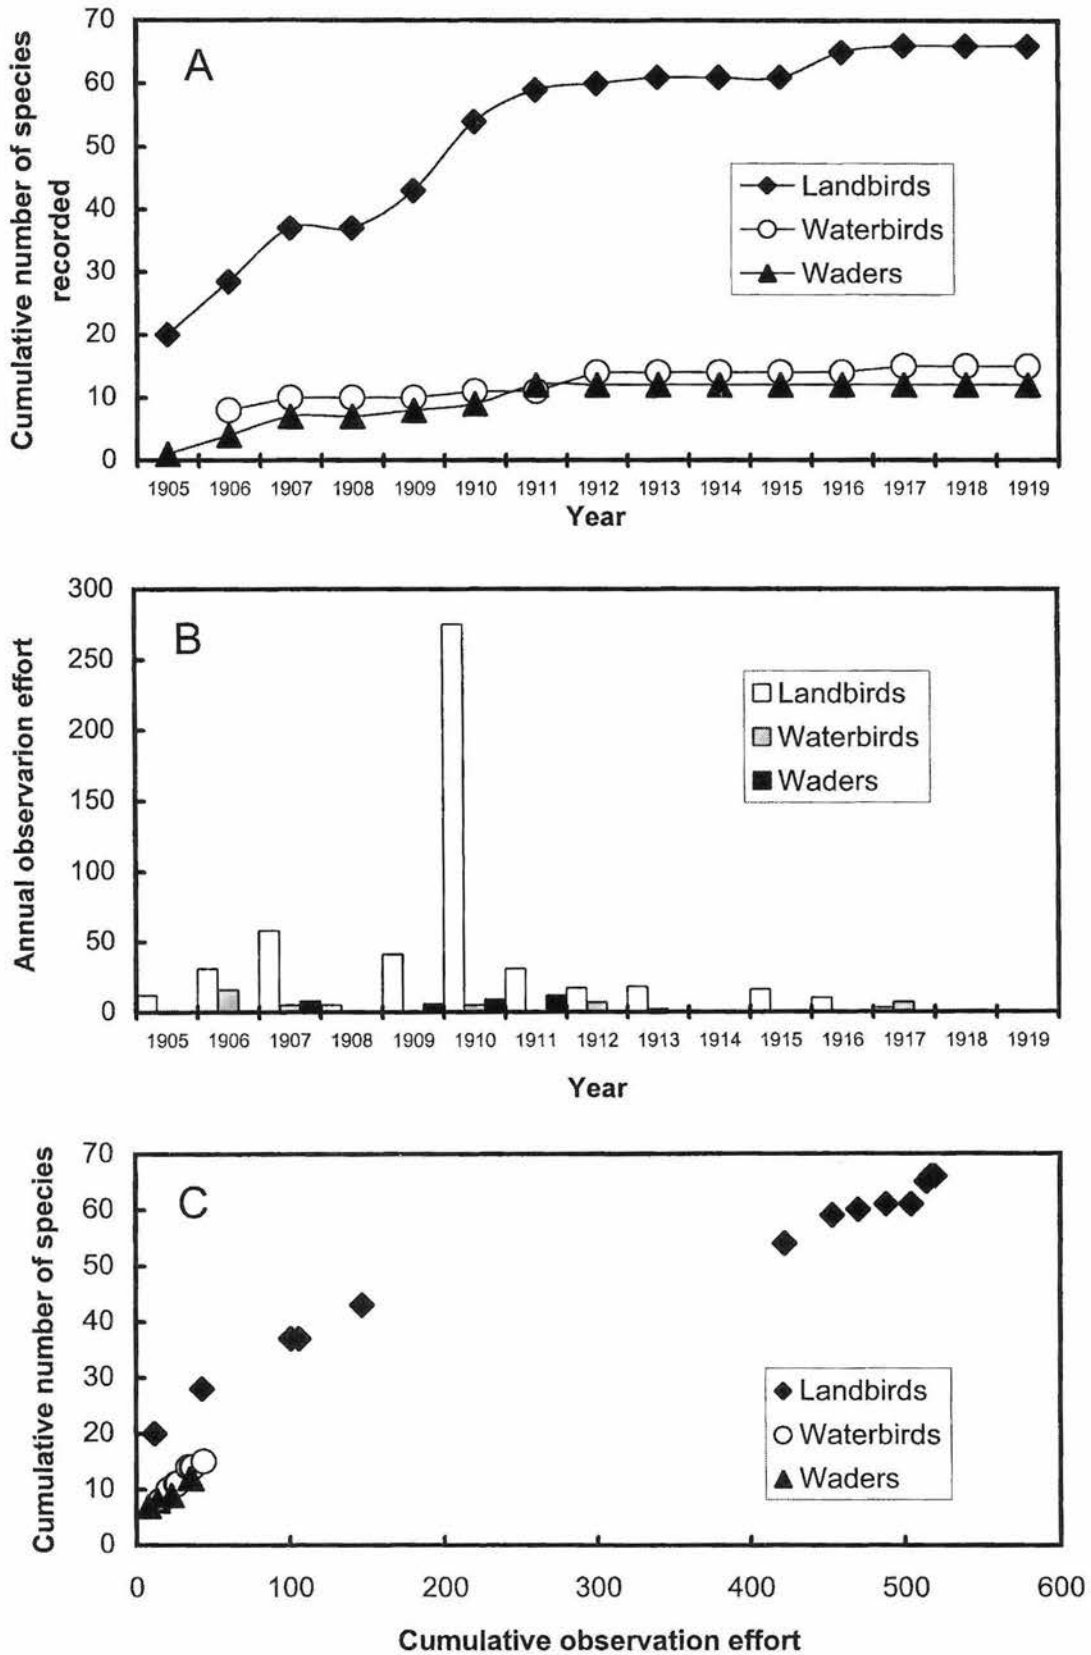 A
Cumulative number of species
recorded
70
60
50
40
30
20
10
0
Landbirds
Waterbirds
Waders
1905 1906 1907 1908 1909 1910 1911 1912 1913 1914 1915 1916 1917 1918 1919
Year
B
Annual observarion effort
300
250
200
150
100
50
0
Landbirds
Waterbirds
Waders
1905 1906 1907 1908 1909 1910 1911 1912 1913 1914 1915 1916 1917 1918 1919
Year
C
Cumulative number of species
70
60
50
40
30
20
10
0
Landbirds
Waterbirds
Waders
0 100 200 300 400 500 600
Cumulative observation effort